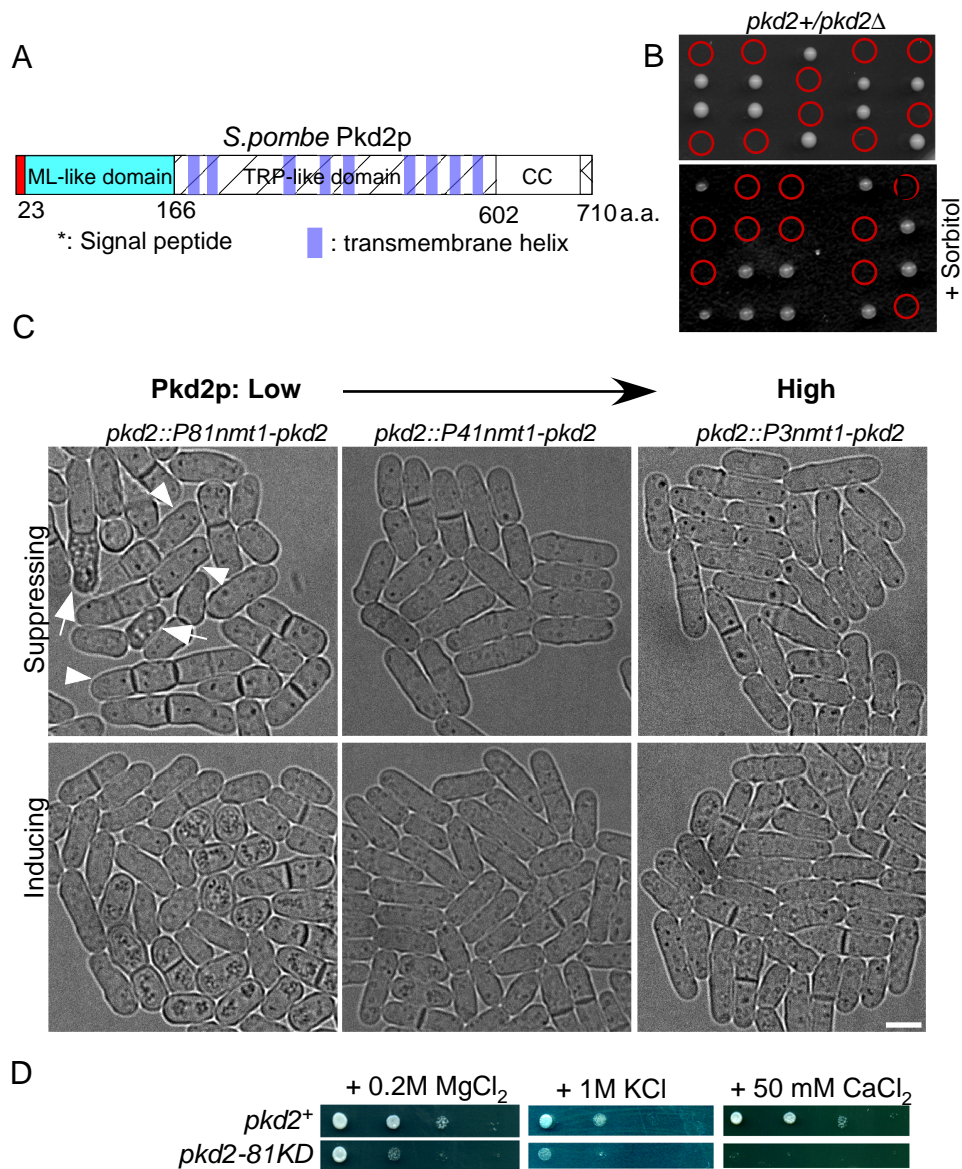 A
S.pombe Pkd2p
ML-like domain TRP-like domain CC
23 166 602 710 a.a.
*: Signal peptide : transmembrane helix
B
pkd2+/pkd2Δ
+ Sorbitol
C
Pkd2p: Low High
pkd2::P81nmt1-pkd2 pkd2::P41nmt1-pkd2 pkd2::P3nmt1-pkd2
Suppressing
Inducing
D
+ 0.2M MgCl₂ + 1M KCl + 50 mM CaCl₂
pkd2⁺
pkd2-81KD